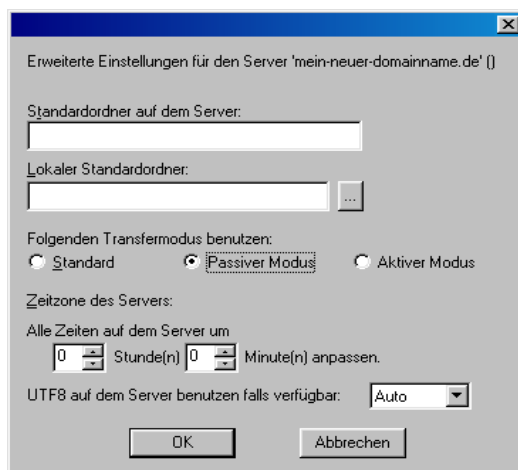 Erweiterte Einstellungen für den Server 'mein-neuer-domainname.de' ()
Standardordner auf dem Server:
Lokaler Standardordner:
...
Folgenden Transfermodus benutzen:
Standard Passiver Modus Aktiver Modus
Zeitzone des Servers:
Alle Zeiten auf dem Server um
0 Stunde(n) 0 Minute(n) anpassen.
UTF8 auf dem Server benutzen falls verfügbar: Auto
OK Abbrechen